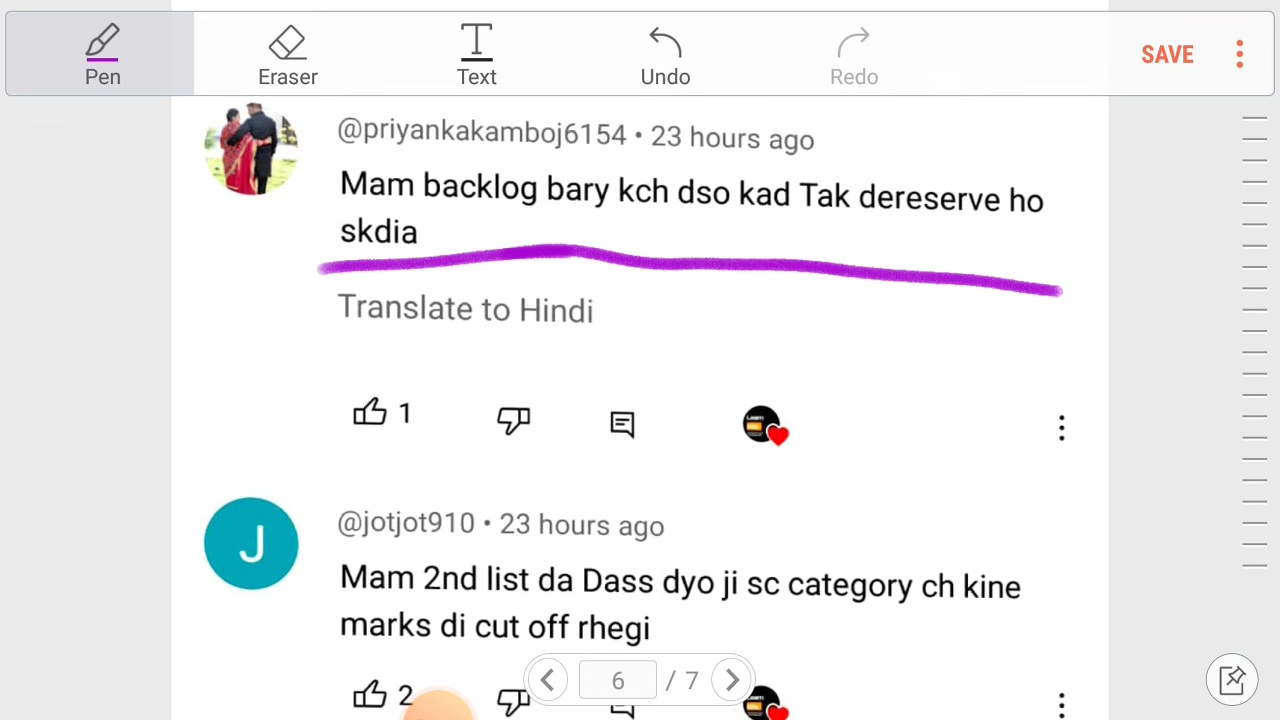 Pen
Eraser
Text
Undo
Redo
SAVE
@priyankakamboj6154 • 23 hours ago
Mam backlog bary kch dso kad Tak dereserve ho
skdia
Translate to Hindi
1
@jotjot910 • 23 hours ago
J
Mam 2nd list da Dass dyo ji sc category ch kine
marks di cut off rhegi
2
6 / 7